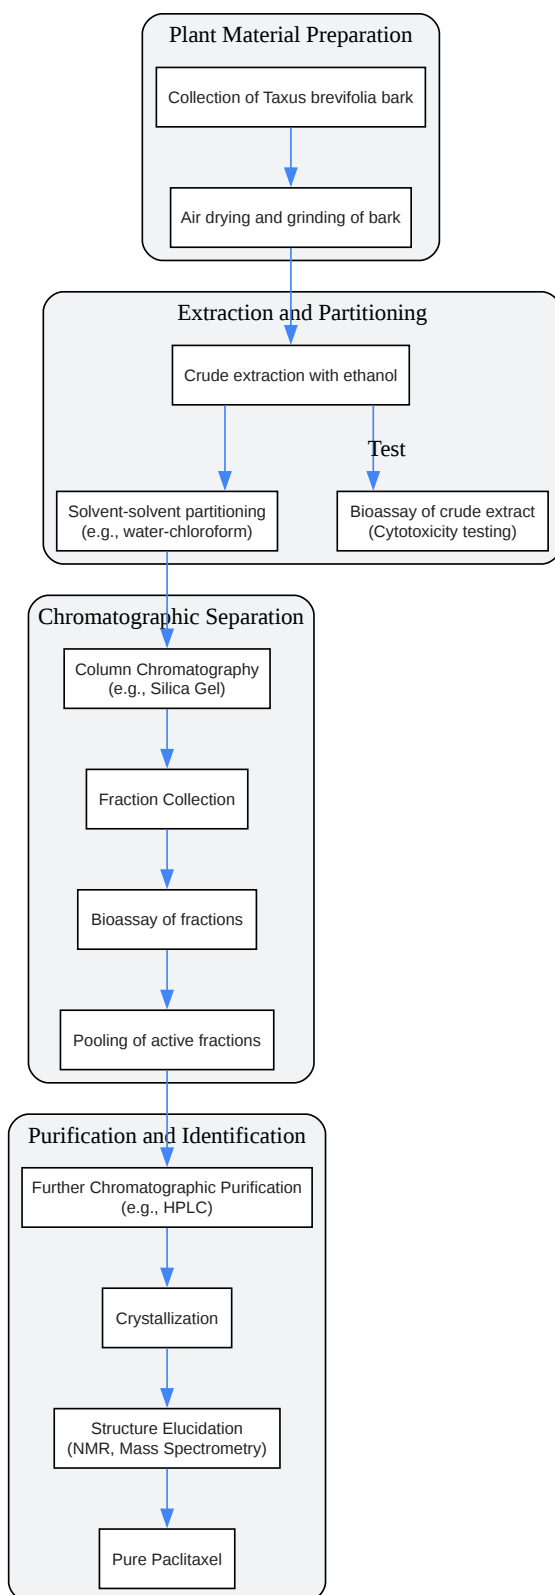 Plant Material Preparation
Collection of Taxus brevifolia bark
Air drying and grinding of bark
Extraction and Partitioning
Crude extraction with ethanol
Test
Solvent-solvent partitioning
(e.g., water-chloroform)
Bioassay of crude extract
(Cytotoxicity testing)
Chromatographic Separation
Column Chromatography
(e.g., Silica Gel)
Fraction Collection
Bioassay of fractions
Pooling of active fractions
Purification and Identification
Further Chromatographic Purification
(e.g., HPLC)
Crystallization
Structure Elucidation
(NMR, Mass Spectrometry)
Pure Paclitaxel